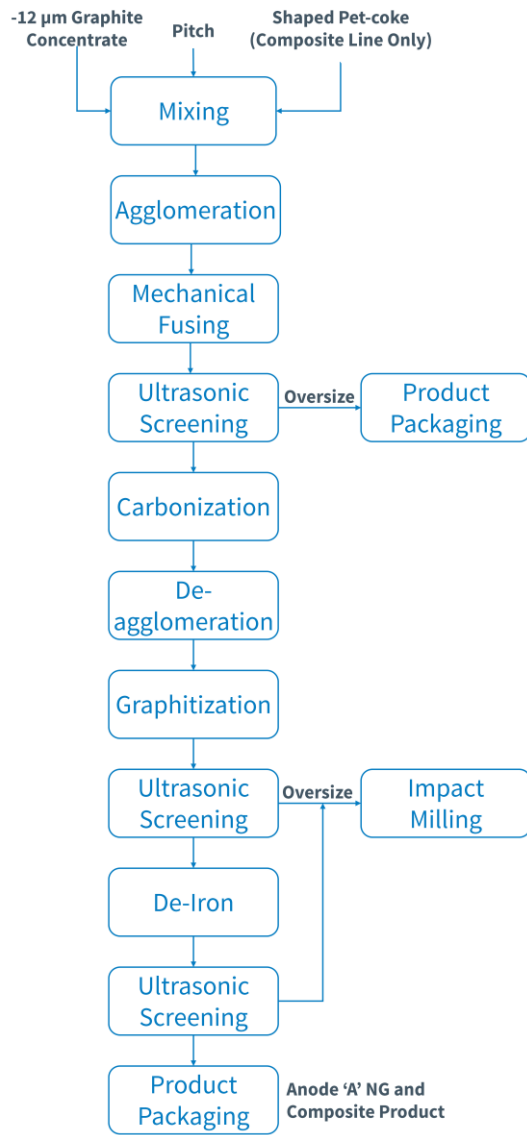 -12 µm Graphite
Concentrate
Pitch
Shaped Pet-coke
(Composite Line Only)
Mixing
Agglomeration
Mechanical
Fusing
Ultrasonic
Screening
Oversize
Product
Packaging
Carbonization
De-
agglomeration
Graphitization
Ultrasonic
Screening
Oversize
Impact
Milling
De-Iron
Ultrasonic
Screening
Product
Packaging
Anode ‘A’ NG and
Composite Product